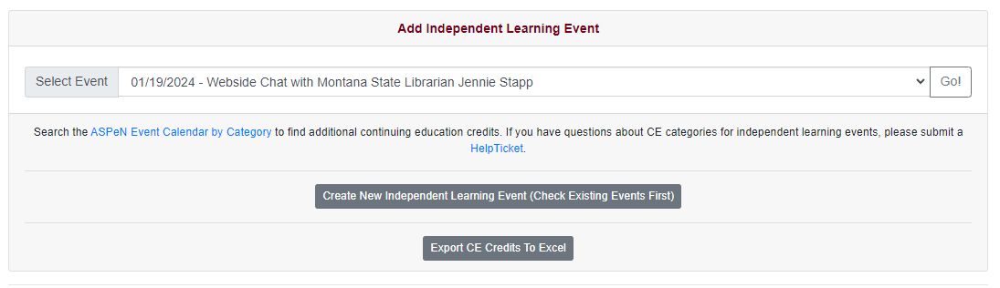 Add Independent Learning Event
Select Event 01/19/2024 - Webside Chat with Montana State Librarian Jennie Stapp Go!
Search the ASPeN Event Calendar by Category to find additional continuing education credits. If you have questions about CE categories for independent learning events, please submit a
HelpTicket.
Create New Independent Learning Event (Check Existing Events First)
Export CE Credits To Excel